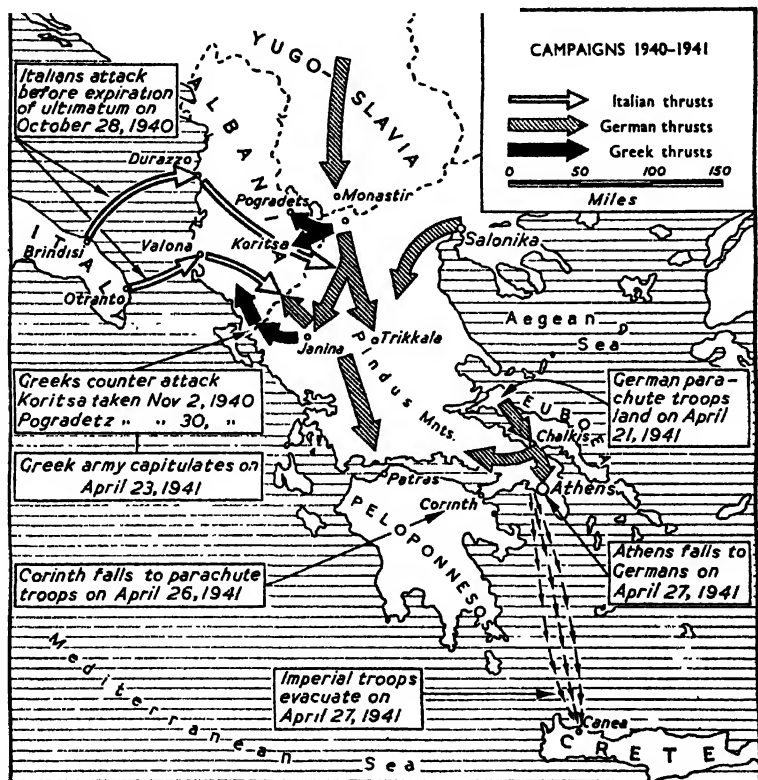 CAMPAIGNS 1940–1941
Italian thrusts
German thrusts
Greek thrusts
0 50 100 150
Miles
YUGO-SLAVIA
ALBANIA
ITALY
Italians attack
before expiration
of ultimatum on
October 28, 1940
Durazzo
Pogradets
Monastir
Brindisi
Valona
Koritsa
Salonika
Otranto
Aegean
Sea
Janina
Trikkala
Pindus Mnts.
Greeks counter attack
Koritsa taken Nov 2, 1940
Pogradetz „ „ 30, „
German para-
chute troops
land on April
21, 1941
EUBOEA
Chalkis
Greek army capitulates on
April 23, 1941
Patras
Athens
Corinth
PELOPONNESO
Corinth falls to parachute
troops on April 26, 1941
Athens falls to
Germans on
April 27, 1941
Imperial troops
evacuate on
April 27, 1941
Canea
CRETE
Mediterranean Sea